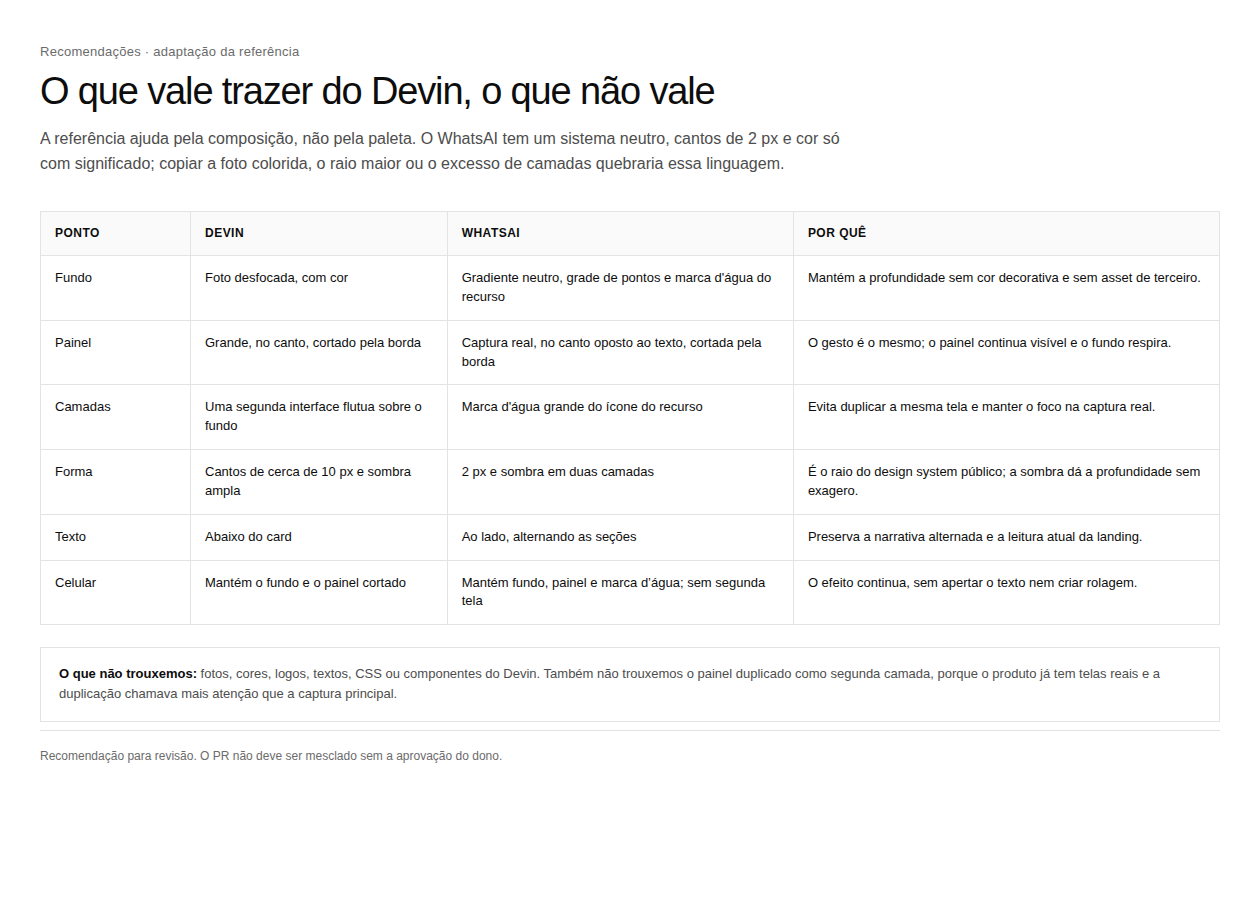 Recomendações · adaptação da referência
O que vale trazer do Devin, o que não vale
A referência ajuda pela composição, não pela paleta. O WhatsAI tem um sistema neutro, cantos de 2 px e cor só
com significado; copiar a foto colorida, o raio maior ou o excesso de camadas quebraria essa linguagem.
PONTO DEVIN WHATSAI POR QUÊ
Fundo Foto desfocada, com cor Gradiente neutro, grade de pontos e marca d'água do Mantém a profundidade sem cor decorativa e sem asset de terceiro.
recurso
Painel Grande, no canto, cortado pela borda Captura real, no canto oposto ao texto, cortada pela O gesto é o mesmo; o painel continua visível e o fundo respira.
borda
Camadas Uma segunda interface flutua sobre o Marca d'água grande do ícone do recurso Evita duplicar a mesma tela e manter o foco na captura real.
fundo
Forma Cantos de cerca de 10 px e sombra 2 px e sombra em duas camadas É o raio do design system público; a sombra dá a profundidade sem
ampla exagero.
Texto Abaixo do card Ao lado, alternando as seções Preserva a narrativa alternada e a leitura atual da landing.
Celular Mantém o fundo e o painel cortado Mantém fundo, painel e marca d’água; sem segunda O efeito continua, sem apertar o texto nem criar rolagem.
tela
O que não trouxemos: fotos, cores, logos, textos, CSS ou componentes do Devin. Também não trouxemos o painel duplicado como segunda camada, porque o produto já tem telas reais e a
duplicação chamava mais atenção que a captura principal.
Recomendação para revisão. O PR não deve ser mesclado sem a aprovação do dono.